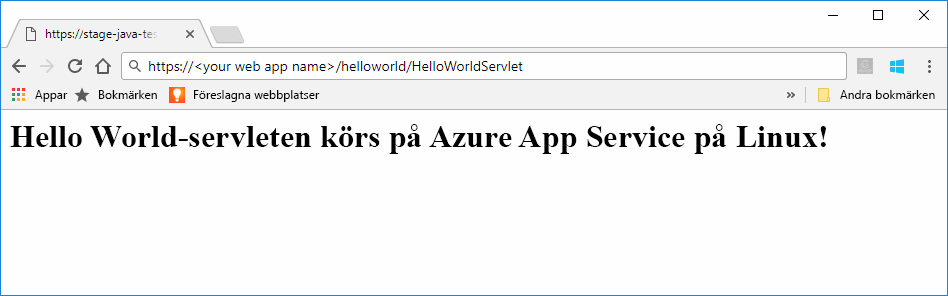 https://stage-java-tes
https://<your web app name>/helloworld/HelloWorldServlet
Appar Bokmärken Föreslagna webbplatser » Andra bokmärken
Hello World-servleten körs på Azure App Service på Linux!